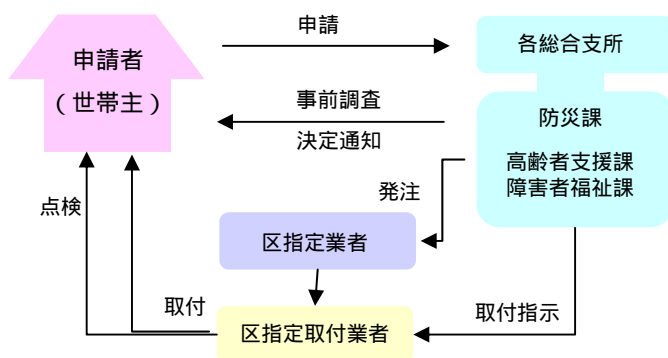 申請
各総合支所
申請者
(世帯主)
事前調査
決定通知
防災課
高齢者支援課
障害者福祉課
点検
発注
区指定業者
取付
取付指示
区指定取付業者